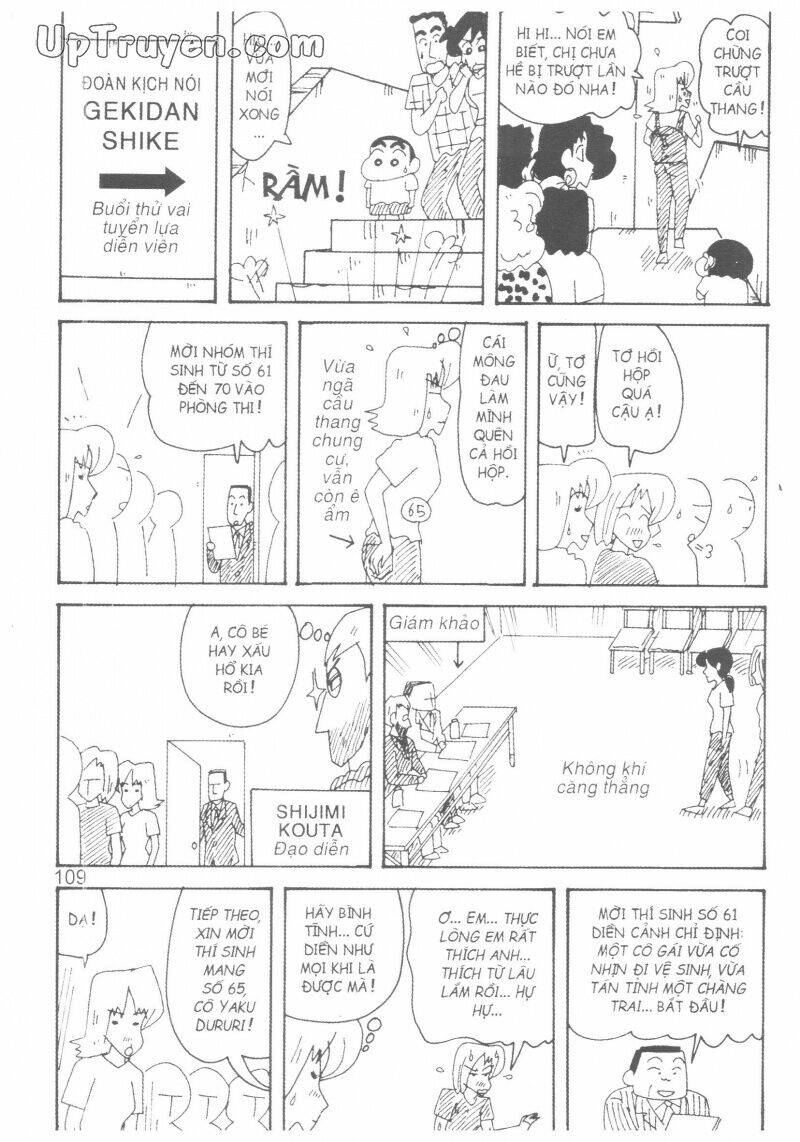 UpTruyen.com
COI
CHỪNG
TRƯỢT
CẦU
THANG!
HI HI... NÓI EM
BIẾT, CHỊ CHƯA
HỀ BỊ TRƯỢT LẦN
NÀO ĐÓ NHA!
VỪA
MỚI
NÓI
XONG
...
RẦM!
ĐOÀN KỊCH NÓI
GEKIDAN
SHIKE
Buổi thử vai
tuyển lựa
diễn viên
TỚ HỒI
HỘP
QUÁ
CẬU Ạ!
Ừ, TỚ
CŨNG
VẬY!
=3
CÁI
MÔNG
ĐAU
LÀM
MÌNH
QUÊN
CẢ HỒI
HỘP.
Vừa
ngã
cầu
thang
chung
cư,
vẫn
còn ê
ẩm
65
MỜI NHÓM THÍ
SINH TỪ SỐ 61
ĐẾN 70 VÀO
PHÒNG THI!
Giám khảo
Không khí
căng thẳng
A, CÔ BÉ
HAY XẤU
HỔ KIA
RỒI!
SHIJIMI
KOUTA
Đạo diễn
109
MỜI THÍ SINH SỐ 61
DIỄN CẢNH CHỈ ĐỊNH:
MỘT CÔ GÁI VỪA CỐ
NHỊN ĐI VỆ SINH, VỪA
TÁN TỈNH MỘT CHÀNG
TRAI... BẮT ĐẦU!
Ơ... EM... THỰC
LÒNG EM RẤT
THÍCH ANH...
THÍCH TỪ LÂU
LẮM RỒI... HỰ
HỰ...
HÃY BÌNH
TĨNH... CỨ
DIỄN NHƯ
MỌI KHI LÀ
ĐƯỢC MÀ!
TIẾP THEO,
XIN MỜI
THÍ SINH
MANG
SỐ 65,
CÔ YAKU
DURURI!
DẠ!